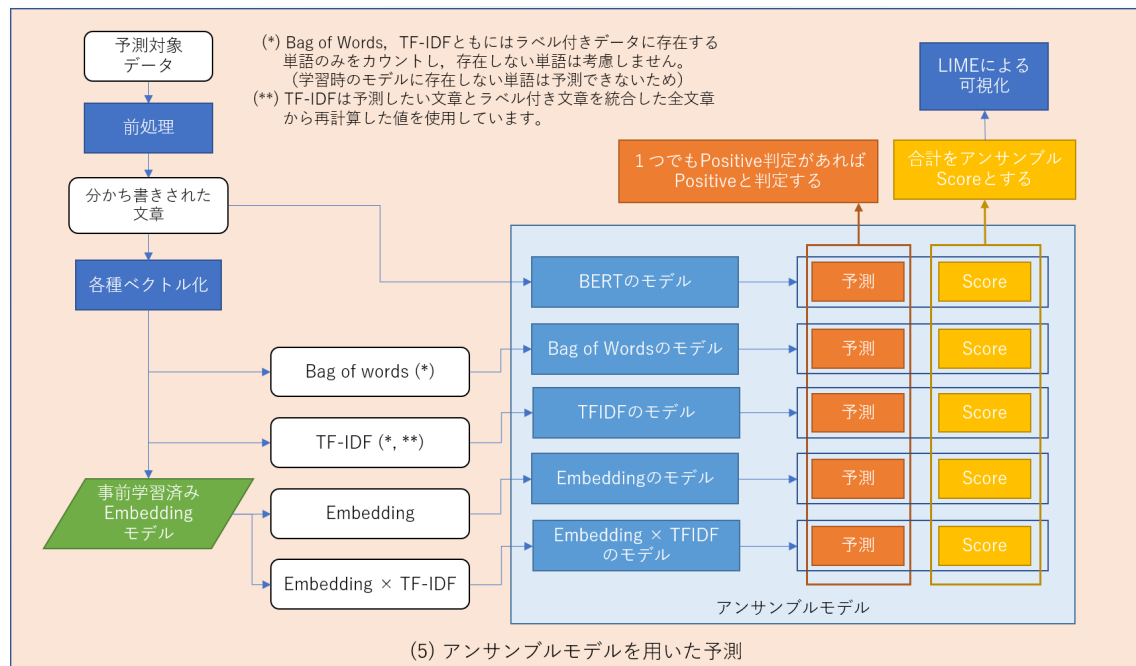 予測対象
データ
(*) Bag of Words，TF-IDFともにはラベル付きデータに存在する
単語のみをカウントし，存在しない単語は考慮しません。
（学習時のモデルに存在しない単語は予測できないため）
(**) TF-IDFは予測したい文章とラベル付き文章を統合した全文章
から再計算した値を使用しています。
LIMEによる
可視化
前処理
１つでもPositive判定があれば
Positiveと判定する
合計をアンサンブル
Scoreとする
分かち書きされた
文章
各種ベクトル化
BERTのモデル
予測
Score
Bag of words (*)
Bag of Wordsのモデル
予測
Score
TF-IDF (*, **)
TFIDFのモデル
予測
Score
事前学習済み
Embedding
モデル
Embedding
Embeddingのモデル
予測
Score
Embedding × TF-IDF
Embedding × TFIDF
のモデル
予測
Score
アンサンブルモデル
(5) アンサンブルモデルを用いた予測